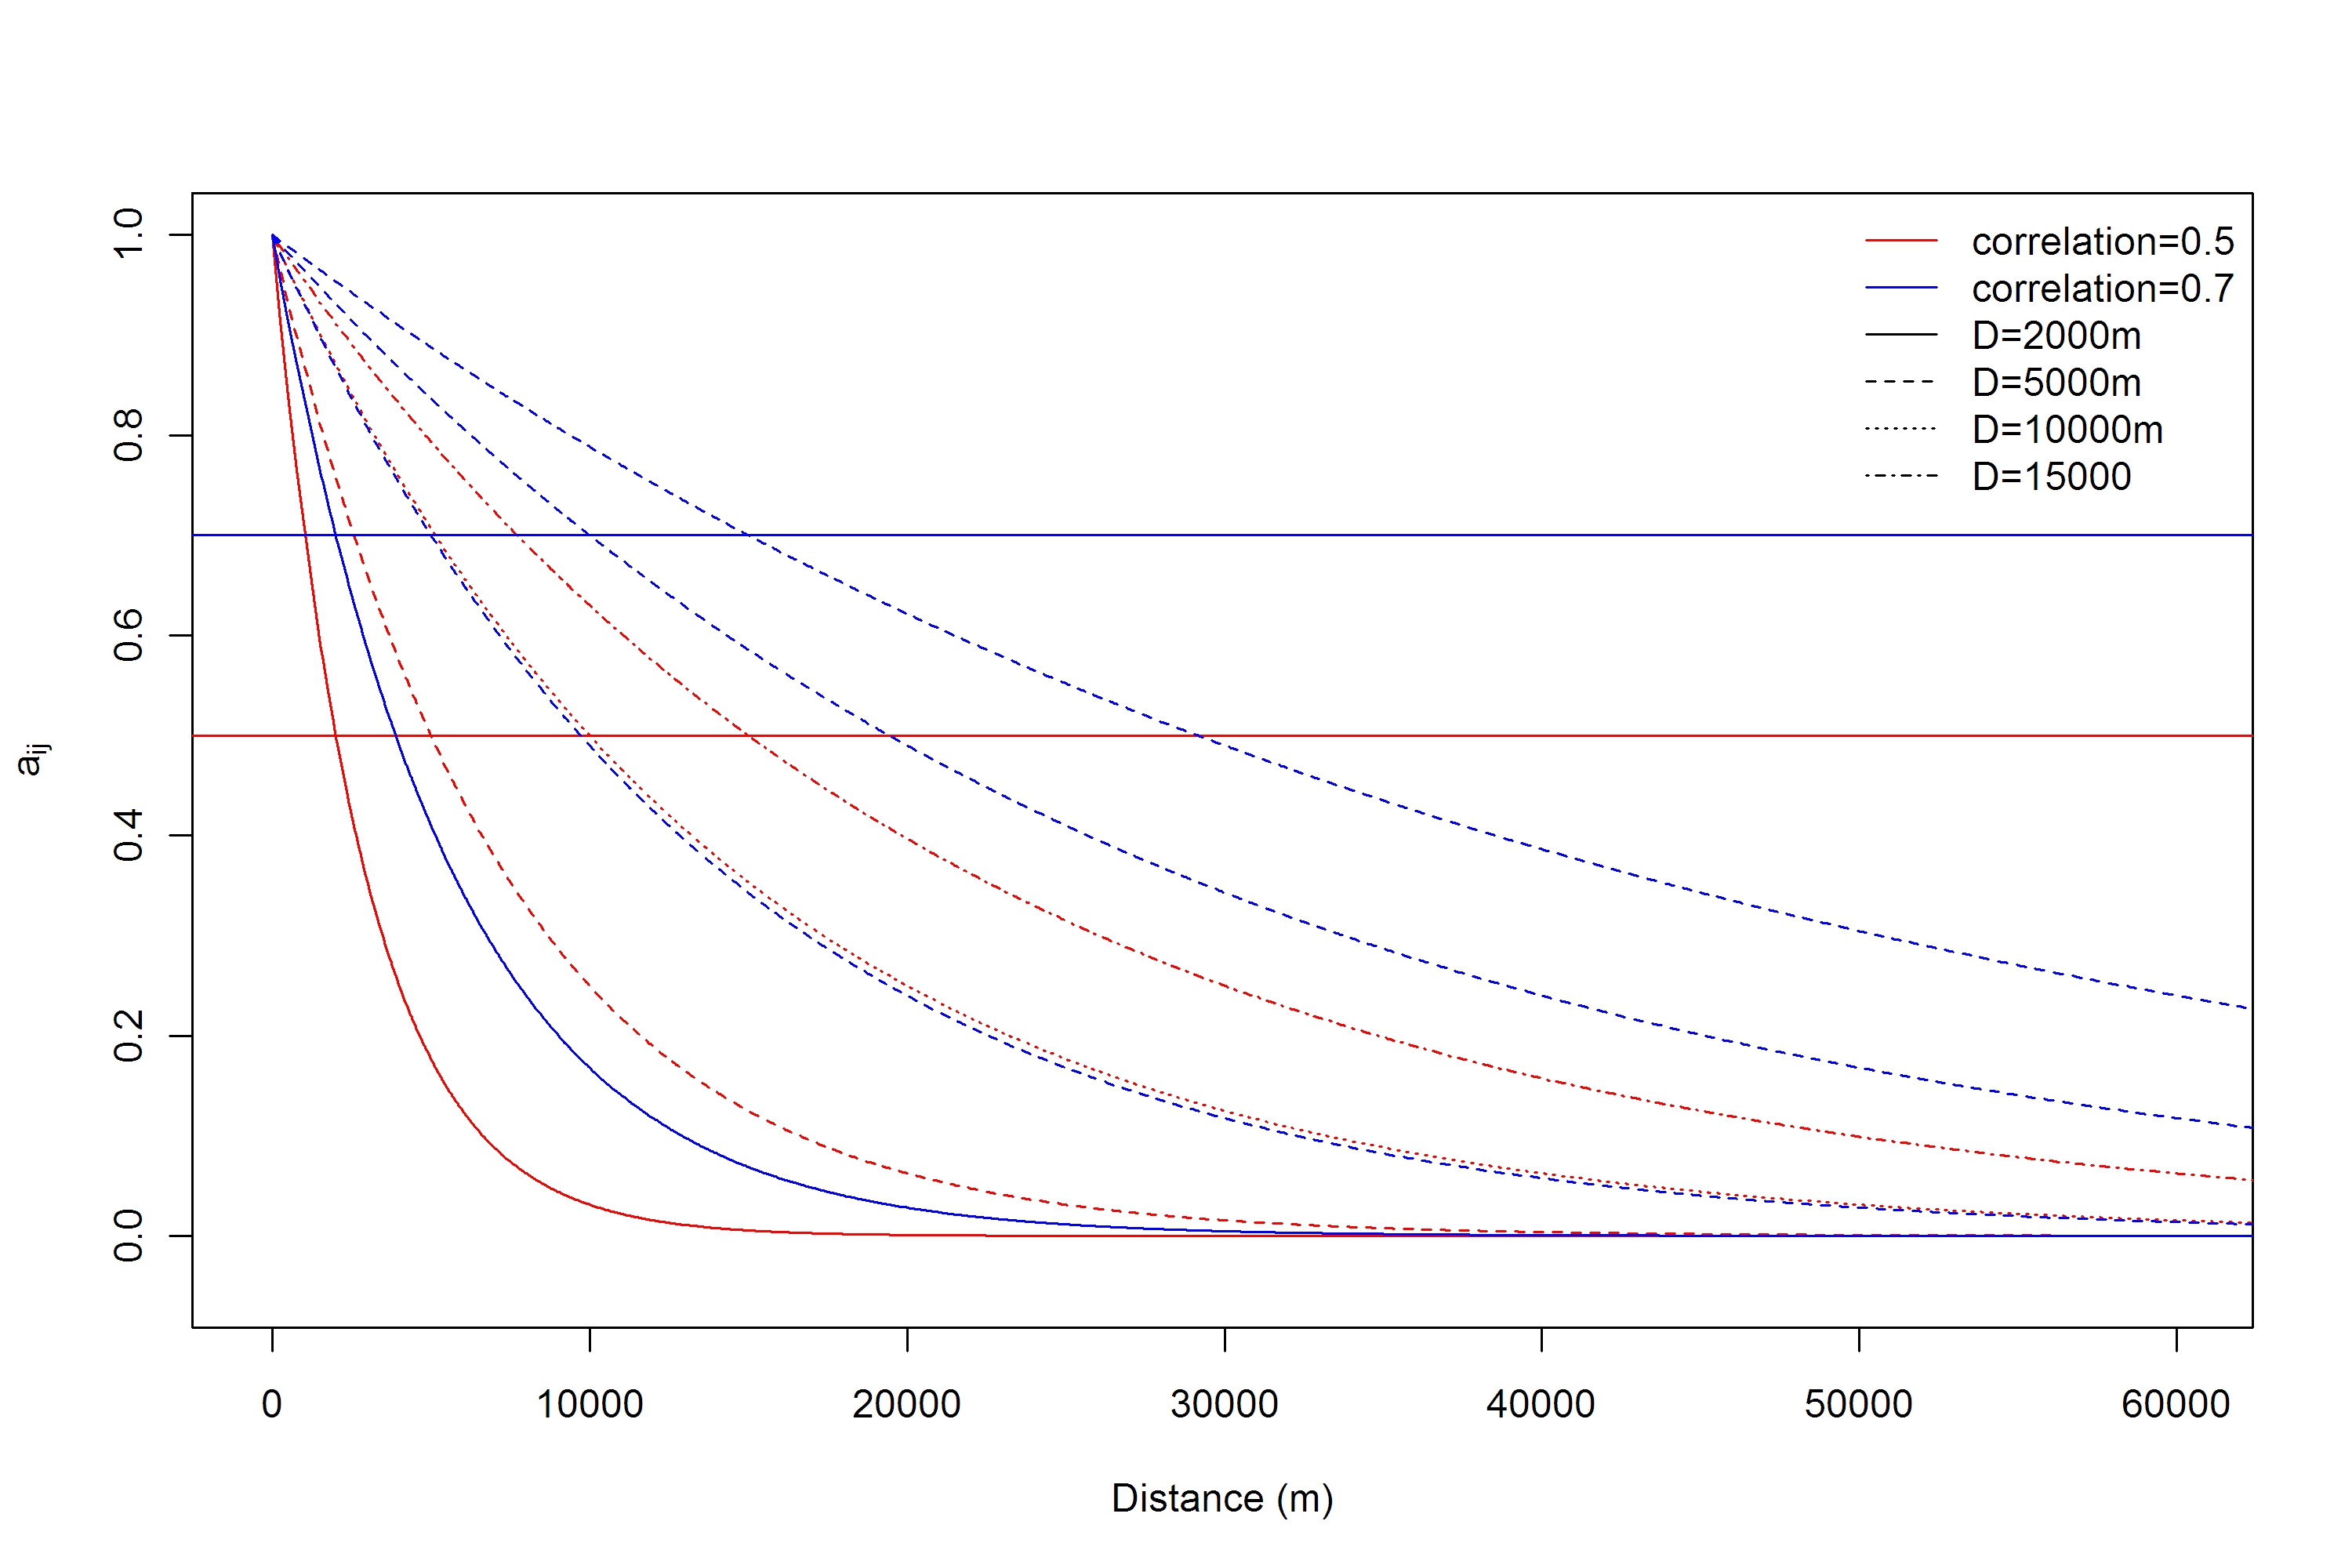 correlation=0.5
correlation=0.7
D=2000m
D=5000m
D=10000m
D=15000
1.0
0.8
0.6
0.4
0.2
0.0
aij
0 10000 20000 30000 40000 50000 60000
Distance (m)